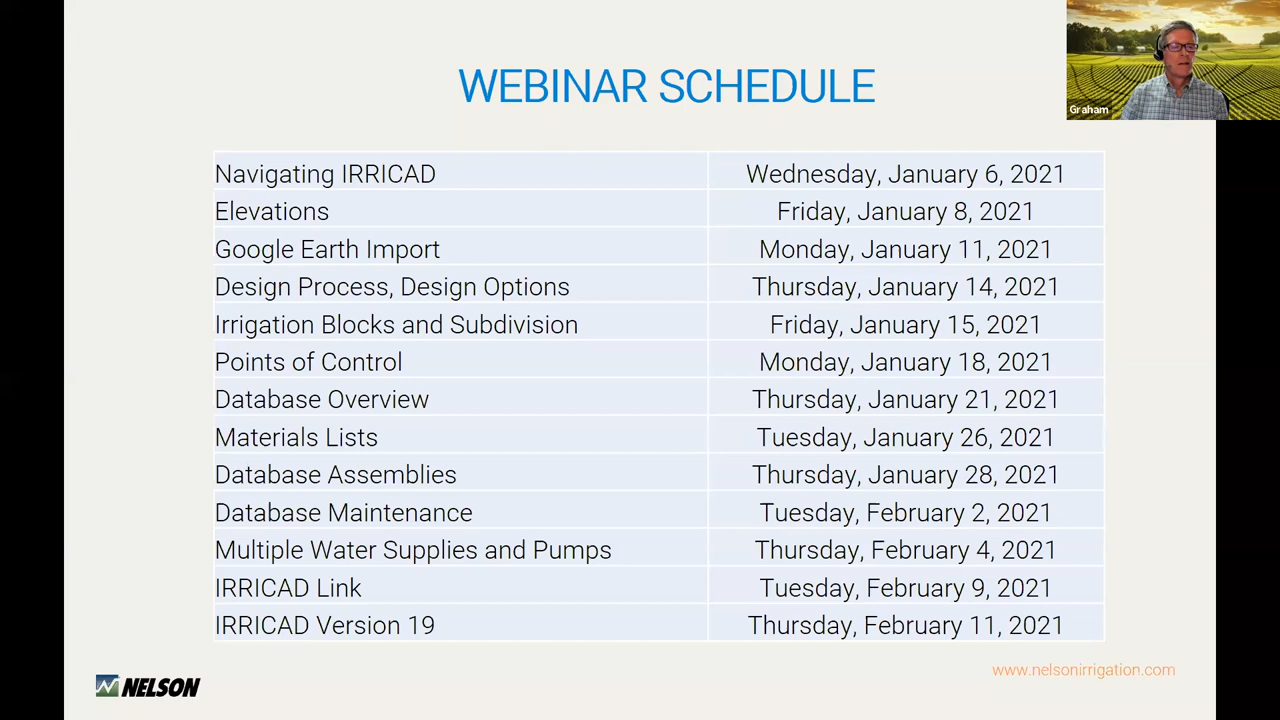 WEBINAR SCHEDULE
Graham
Navigating IRRICAD Wednesday, January 6, 2021
Elevations Friday, January 8, 2021
Google Earth Import Monday, January 11, 2021
Design Process, Design Options Thursday, January 14, 2021
Irrigation Blocks and Subdivision Friday, January 15, 2021
Points of Control Monday, January 18, 2021
Database Overview Thursday, January 21, 2021
Materials Lists Tuesday, January 26, 2021
Database Assemblies Thursday, January 28, 2021
Database Maintenance Tuesday, February 2, 2021
Multiple Water Supplies and Pumps Thursday, February 4, 2021
IRRICAD Link Tuesday, February 9, 2021
IRRICAD Version 19 Thursday, February 11, 2021
www.nelsonirrigation.com
NELSON